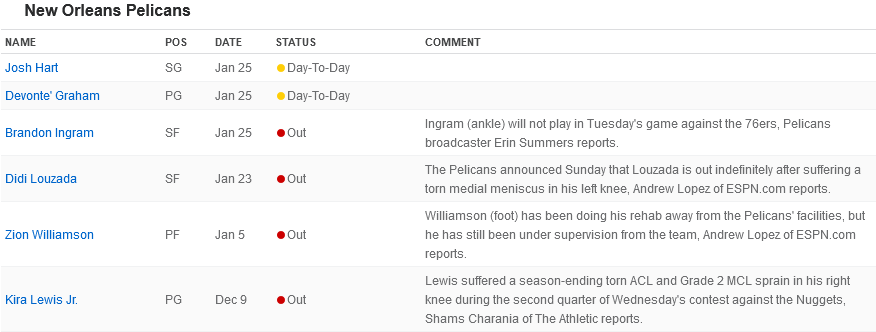 New Orleans Pelicans
NAME POS DATE STATUS COMMENT
Josh Hart SG Jan 25 Day-To-Day
Devonte' Graham PG Jan 25 Day-To-Day
Brandon Ingram SF Jan 25 Out Ingram (ankle) will not play in Tuesday's game against the 76ers, Pelicans
broadcaster Erin Summers reports.
Didi Louzada SF Jan 23 Out The Pelicans announced Sunday that Louzada is out indefinitely after suffering a
torn medial meniscus in his left knee, Andrew Lopez of ESPN.com reports.
Zion Williamson PF Jan 5 Out Williamson (foot) has been doing his rehab away from the Pelicans' facilities, but
he has still been under supervision from the team, Andrew Lopez of ESPN.com
reports.
Kira Lewis Jr. PG Dec 9 Out Lewis suffered a season-ending torn ACL and Grade 2 MCL sprain in his right
knee during the second quarter of Wednesday's contest against the Nuggets,
Shams Charania of The Athletic reports.